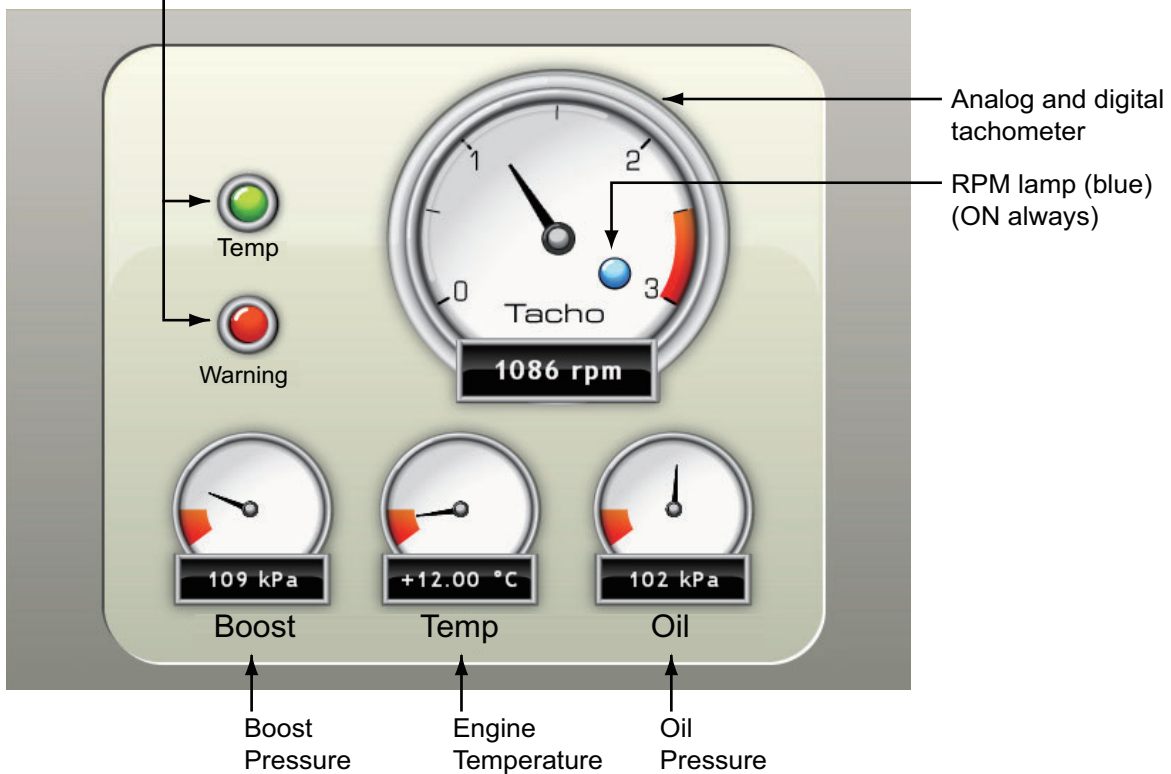 Analog and digital
tachometer
RPM lamp (blue)
(ON always)
1
2
0
3
Tacho
1086 rpm
Temp
Warning
109 kPa
+12.00 °C
102 kPa
Boost
Temp
Oil
Boost
Pressure
Engine
Temperature
Oil
Pressure